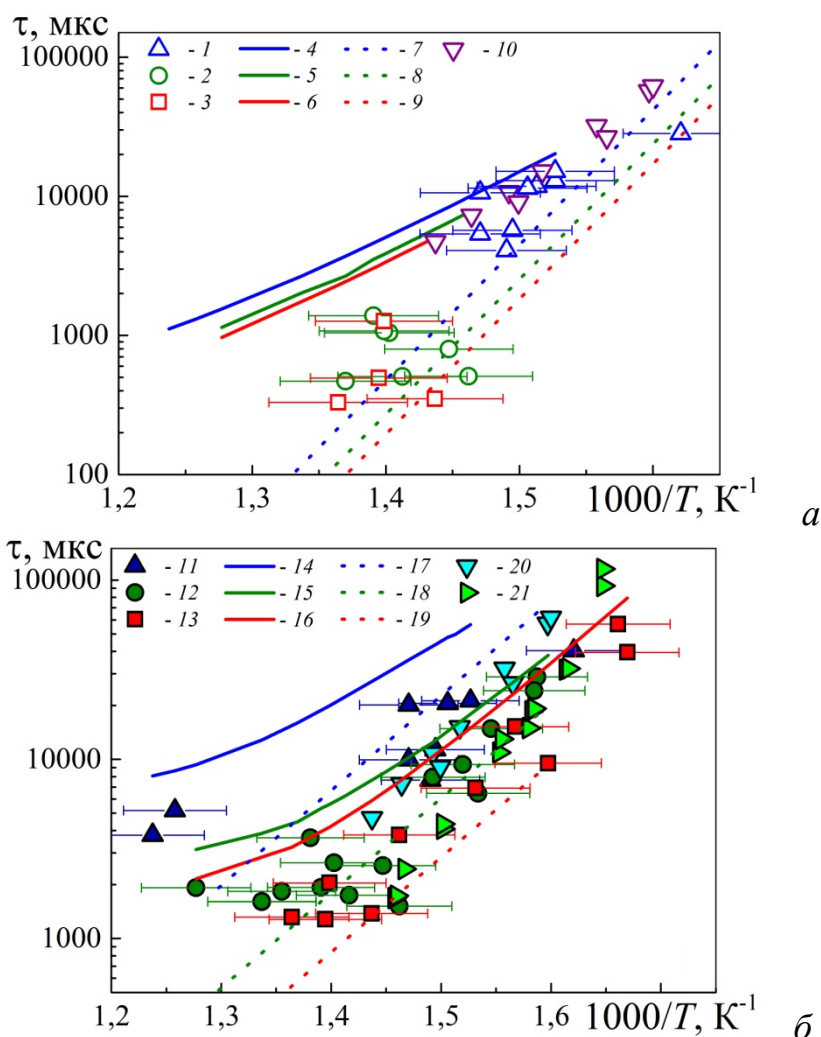 τ, мкс
100000
- 1 - 4 - 7 - 10
- 2 - 5 - 8
- 3 - 6 - 9
10000
1000
100
1,2 1,3 1,4 1,5 1000/T, К⁻¹
а
τ, мкс
100000
- 11 - 14 - 17 - 20
- 12 - 15 - 18 - 21
- 13 - 16 - 19
10000
1000
1,2 1,3 1,4 1,5 1,6 1000/T, К⁻¹
б